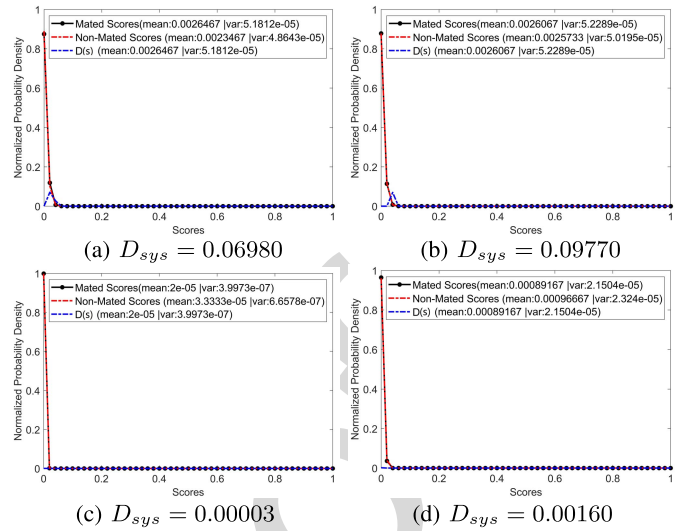 Mated Scores(mean:0.0026467 |var:5.1812e-05)
Non-Mated Scores (mean:0.0023467 |var:4.8643e-05)
D(s) (mean:0.0026467 |var:5.1812e-05)
Normalized Probability Density
1
0.8
0.6
0.4
0.2
0
0 0.2 0.4 0.6 0.8 1
Scores
(a) D_sys = 0.06980
Mated Scores(mean:0.0026067 |var:5.2289e-05)
Non-Mated Scores (mean:0.0025733 |var:5.0195e-05)
D(s) (mean:0.0026067 |var:5.2289e-05)
Normalized Probability Density
1
0.8
0.6
0.4
0.2
0
0 0.2 0.4 0.6 0.8 1
Scores
(b) D_sys = 0.09770
Mated Scores(mean:2e-05 |var:3.9973e-07)
Non-Mated Scores (mean:3.3333e-05 |var:6.6578e-07)
D(s) (mean:2e-05 |var:3.9973e-07)
Normalized Probability Density
1
0.8
0.6
0.4
0.2
0
0 0.2 0.4 0.6 0.8 1
Scores
(c) D_sys = 0.00003
Mated Scores(mean:0.00089167 |var:2.1504e-05)
Non-Mated Scores (mean:0.00096667 |var:2.324e-05)
D(s) (mean:0.00089167 |var:2.1504e-05)
Normalized Probability Density
1
0.8
0.6
0.4
0.2
0
0 0.2 0.4 0.6 0.8 1
Scores
(d) D_sys = 0.00160